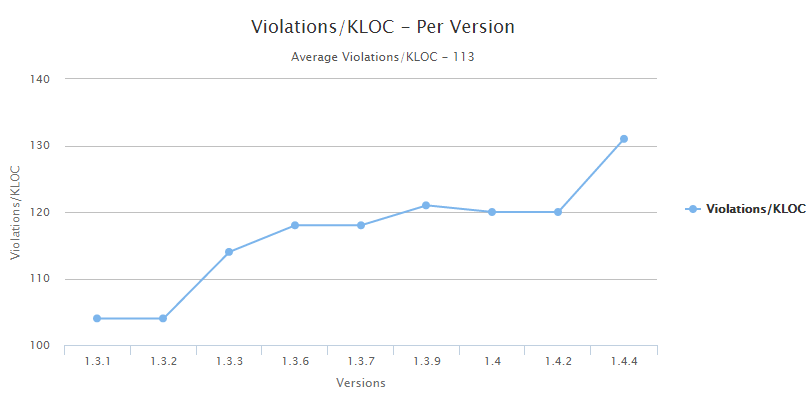 Violations/KLOC - Per Version
Average Violations/KLOC - 113
140
130
120
110
100
Violations/KLOC
1.3.1 1.3.2 1.3.3 1.3.6 1.3.7 1.3.9 1.4 1.4.2 1.4.4
Versions
Violations/KLOC